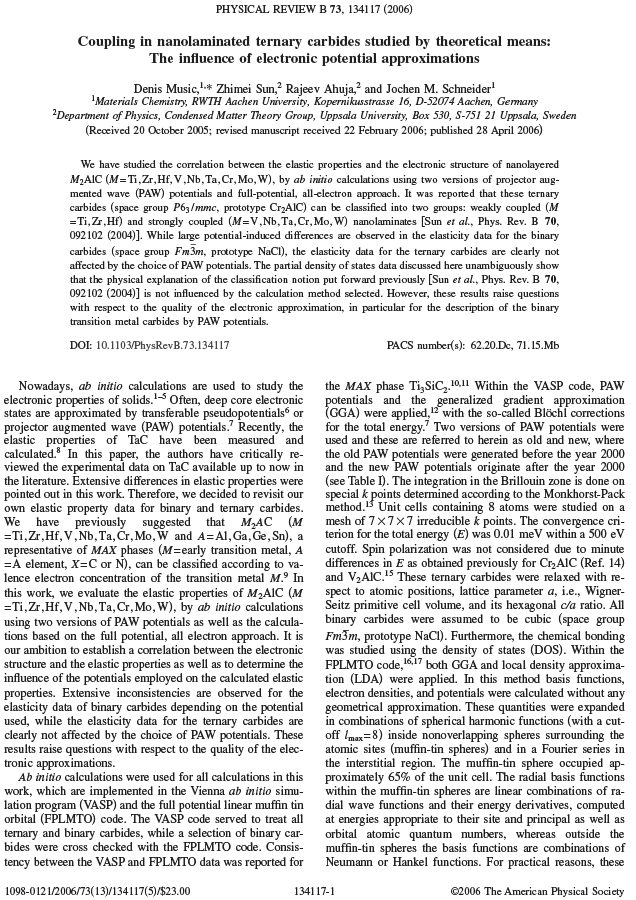 PHYSICAL REVIEW B 73, 134117 (2006)
Coupling in nanolaminated ternary carbides studied by theoretical means:
The influence of electronic potential approximations
Denis Music,1,* Zhimei Sun,2 Rajeev Ahuja,2 and Jochen M. Schneider1
1Materials Chemistry, RWTH Aachen University, Kopernikusstrasse 16, D-52074 Aachen, Germany
2Department of Physics, Condensed Matter Theory Group, Uppsala University, Box 530, S-751 21 Uppsala, Sweden
(Received 20 October 2005; revised manuscript received 22 February 2006; published 28 April 2006)
We have studied the correlation between the elastic properties and the electronic structure of nanolayered
M2AlC (M=Ti,Zr,Hf,V,Nb,Ta,Cr,Mo,W), by ab initio calculations using two versions of projector aug-
mented wave (PAW) potentials and full-potential, all-electron approach. It was reported that these ternary
carbides (space group P63/mmc, prototype Cr2AlC) can be classified into two groups: weakly coupled (M
=Ti,Zr,Hf) and strongly coupled (M=V,Nb,Ta,Cr,Mo,W) nanolaminates [Sun et al., Phys. Rev. B 70,
092102 (2004)]. While large potential-induced differences are observed in the elasticity data for the binary
carbides (space group Fm3̄m, prototype NaCl), the elasticity data for the ternary carbides are clearly not
affected by the choice of PAW potentials. The partial density of states data discussed here unambiguously show
that the physical explanation of the classification notion put forward previously [Sun et al., Phys. Rev. B 70,
092102 (2004)] is not influenced by the calculation method selected. However, these results raise questions
with respect to the quality of the electronic approximation, in particular for the description of the binary
transition metal carbides by PAW potentials.
DOI: 10.1103/PhysRevB.73.134117
PACS number(s): 62.20.Dc, 71.15.Mb
Nowadays, ab initio calculations are used to study the
electronic properties of solids.1–5 Often, deep core electronic
states are approximated by transferable pseudopotentials6 or
projector augmented wave (PAW) potentials.7 Recently, the
elastic properties of TaC have been measured and
calculated.8 In this paper, the authors have critically re-
viewed the experimental data on TaC available up to now in
the literature. Extensive differences in elastic properties were
pointed out in this work. Therefore, we decided to revisit our
own elastic property data for binary and ternary carbides.
We have previously suggested that M2AC (M
=Ti,Zr,Hf,V,Nb,Ta,Cr,Mo,W and A=Al,Ga,Ge,Sn), a
representative of MAX phases (M=early transition metal, A
=A element, X=C or N), can be classified according to va-
lence electron concentration of the transition metal M.9 In
this work, we evaluate the elastic properties of M2AlC (M
=Ti,Zr,Hf,V,Nb,Ta,Cr,Mo,W), by ab initio calculations
using two versions of PAW potentials as well as the calcula-
tions based on the full potential, all electron approach. It is
our ambition to establish a correlation between the electronic
structure and the elastic properties as well as to determine the
influence of the potentials employed on the calculated elastic
properties. Extensive inconsistencies are observed for the
elasticity data of binary carbides depending on the potential
used, while the elasticity data for the ternary carbides are
clearly not affected by the choice of PAW potentials. These
results raise questions with respect to the quality of the elec-
tronic approximations.
Ab initio calculations were used for all calculations in this
work, which are implemented in the Vienna ab initio simu-
lation program (VASP) and the full potential linear muffin tin
orbital (FPLMTO) code. The VASP code served to treat all
ternary and binary carbides, while a selection of binary car-
bides were cross checked with the FPLMTO code. Consis-
tency between the VASP and FPLMTO data was reported for
the MAX phase Ti3SiC2.10,11 Within the VASP code, PAW
potentials and the generalized gradient approximation
(GGA) were applied,12 with the so-called Blöchl corrections
for the total energy.7 Two versions of PAW potentials were
used and these are referred to herein as old and new, where
the old PAW potentials were generated before the year 2000
and the new PAW potentials originate after the year 2000
(see Table I). The integration in the Brillouin zone is done on
special k points determined according to the Monkhorst-Pack
method.13 Unit cells containing 8 atoms were studied on a
mesh of 7×7×7 irreducible k points. The convergence cri-
terion for the total energy (E) was 0.01 meV within a 500 eV
cutoff. Spin polarization was not considered due to minute
differences in E as obtained previously for Cr2AlC (Ref. 14)
and V2AlC.15 These ternary carbides were relaxed with re-
spect to atomic positions, lattice parameter a, i.e., Wigner-
Seitz primitive cell volume, and its hexagonal c/a ratio. All
binary carbides were assumed to be cubic (space group
Fm3̄m, prototype NaCl). Furthermore, the chemical bonding
was studied using the density of states (DOS). Within the
FPLMTO code,16,17 both GGA and local density approxima-
tion (LDA) were applied. In this method basis functions,
electron densities, and potentials were calculated without any
geometrical approximation. These quantities were expanded
in combinations of spherical harmonic functions (with a cut-
off lmax=8) inside nonoverlapping spheres surrounding the
atomic sites (muffin-tin spheres) and in a Fourier series in
the interstitial region. The muffin-tin sphere occupied ap-
proximately 65% of the unit cell. The radial basis functions
within the muffin-tin spheres are linear combinations of ra-
dial wave functions and their energy derivatives, computed
at energies appropriate to their site and principal as well as
orbital atomic quantum numbers, whereas outside the
muffin-tin spheres the basis functions are combinations of
Neumann or Hankel functions. For practical reasons, these
1098-0121/2006/73(13)/134117(5)/$23.00
134117-1
©2006 The American Physical Society